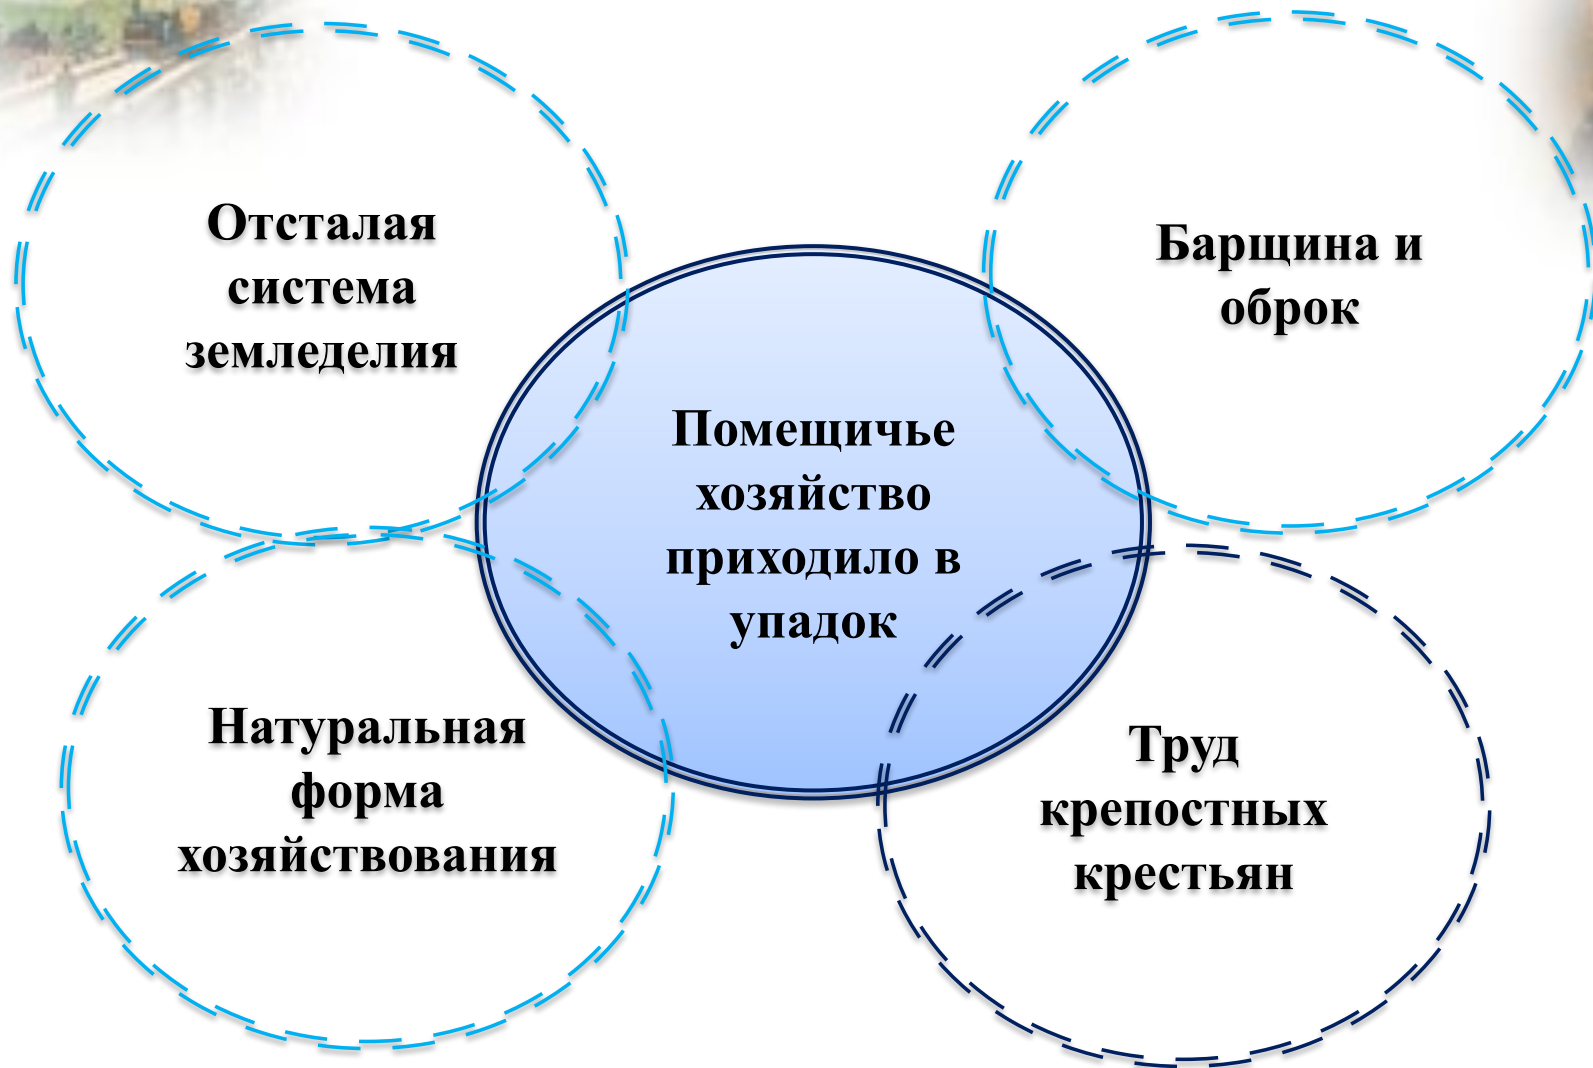 Отсталая
система
земледелия
Барщина и
оброк
Помещичье
хозяйство
приходило в
упадок
Натуральная
форма
хозяйствования
Труд
крепостных
крестьян